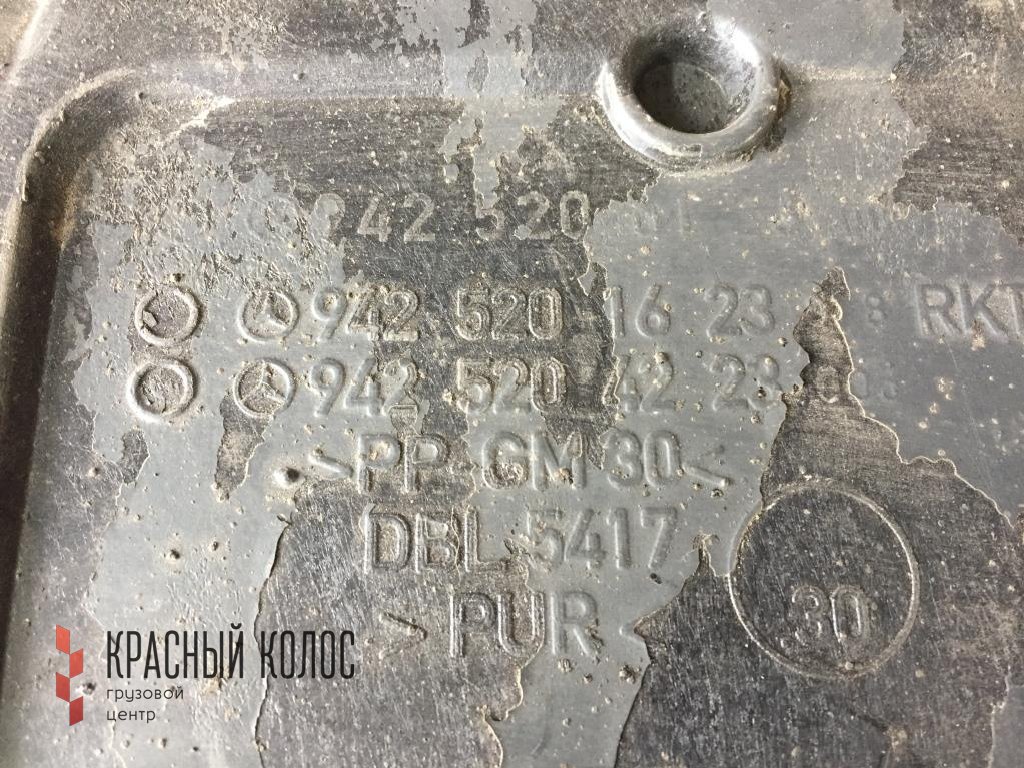 942 520
942 520 16 23 : RKT
942 520 42 23
>PP GM 30<
DBL 5417
>PUR<
30
КРАСНЫЙ КОЛОС
грузовой
центр